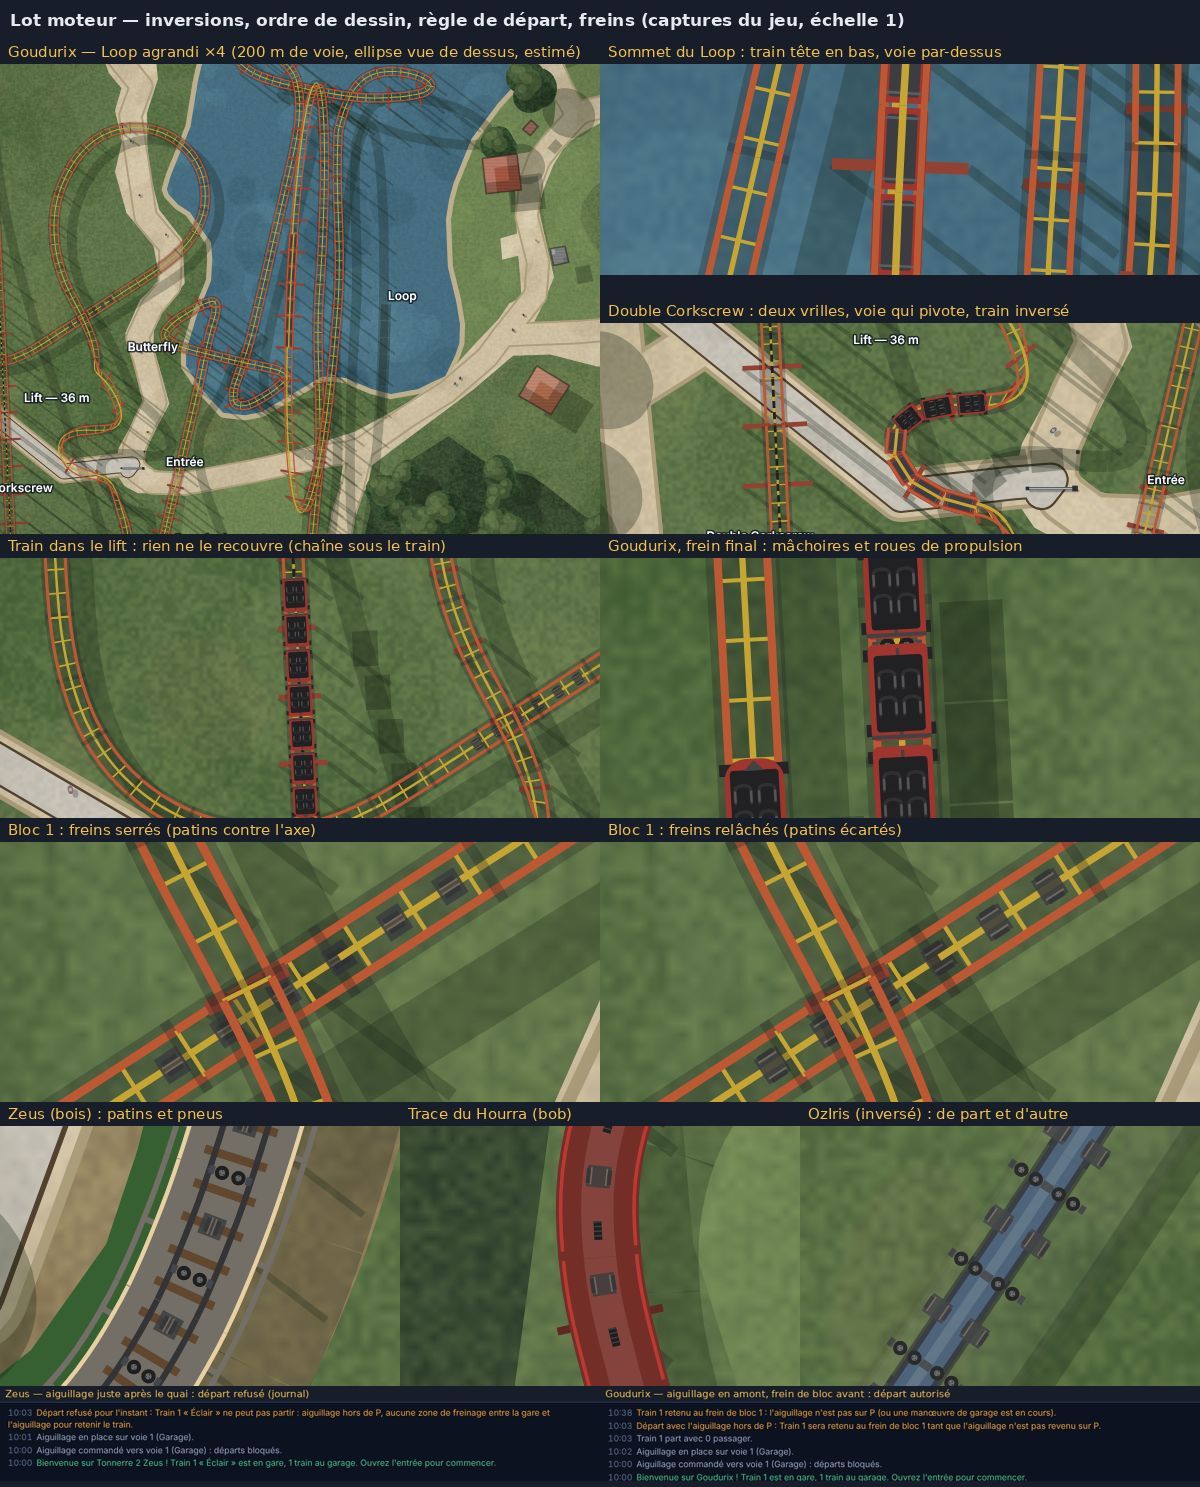 Lot moteur — inversions, ordre de dessin, règle de départ, freins (captures du jeu, échelle 1)
Goudurix — Loop agrandi ×4 (200 m de voie, ellipse vue de dessus, estimé)
Sommet du Loop : train tête en bas, voie par-dessus
Loop
Butterfly
Lift — 36 m
Entrée
orkscrew
Double Corkscrew : deux vrilles, voie qui pivote, train inversé
Lift — 36 m
Entrée
Double Corkscrew
Train dans le lift : rien ne le recouvre (chaîne sous le train)
Goudurix, frein final : mâchoires et roues de propulsion
Bloc 1 : freins serrés (patins contre l'axe)
Bloc 1 : freins relâchés (patins écartés)
Zeus (bois) : patins et pneus
Trace du Hourra (bob)
OzIris (inversé) : de part et d'autre
Zeus — aiguillage juste après le quai : départ refusé (journal)
10:03 Départ refusé pour l'instant : Train 1 « Éclair » ne peut pas partir : aiguillage hors de P, aucune zone de freinage entre la gare et
l'aiguillage pour retenir le train.
10:01 Aiguillage en place sur voie 1 (Garage).
10:00 Aiguillage commandé vers voie 1 (Garage) : départs bloqués.
10:00 Bienvenue sur Tonnerre 2 Zeus ! Train 1 « Éclair » est en gare, 1 train au garage. Ouvrez l'entrée pour commencer.
Goudurix — aiguillage en amont, frein de bloc avant : départ autorisé
10:38 Train 1 retenu au frein de bloc 1 : l'aiguillage n'est pas sur P (ou une manœuvre de garage est en cours).
10:03 Départ avec l'aiguillage hors de P : Train 1 sera retenu au frein de bloc 1 tant que l'aiguillage n'est pas revenu sur P.
10:03 Train 1 part avec 0 passager.
10:02 Aiguillage en place sur voie 1 (Garage).
10:00 Aiguillage commandé vers voie 1 (Garage) : départs bloqués.
10:00 Bienvenue sur Goudurix ! Train 1 est en gare, 1 train au garage. Ouvrez l'entrée pour commencer.